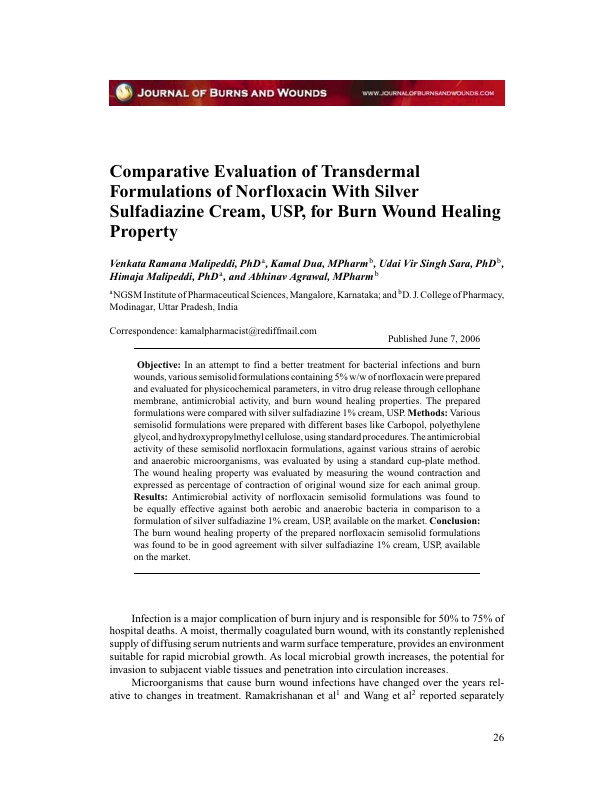 JOURNAL OF BURNS AND WOUNDS WWW.JOURNALOFBURNSANDWOUNDS.COM
Comparative Evaluation of Transdermal
Formulations of Norfloxacin With Silver
Sulfadiazine Cream, USP, for Burn Wound Healing
Property
Venkata Ramana Malipeddi, PhDa, Kamal Dua, MPharmb, Udai Vir Singh Sara, PhDb,
Himaja Malipeddi, PhDa, and Abhinav Agrawal, MPharmb
aNGSM Institute of Pharmaceutical Sciences, Mangalore, Karnataka; and bD. J. College of Pharmacy,
Modinagar, Uttar Pradesh, India
Correspondence: kamalpharmacist@rediffmail.com
Published June 7, 2006
Objective: In an attempt to find a better treatment for bacterial infections and burn
wounds, various semisolid formulations containing 5% w/w of norfloxacin were prepared
and evaluated for physicochemical parameters, in vitro drug release through cellophane
membrane, antimicrobial activity, and burn wound healing properties. The prepared
formulations were compared with silver sulfadiazine 1% cream, USP. Methods: Various
semisolid formulations were prepared with different bases like Carbopol, polyethylene
glycol, and hydroxypropylmethyl cellulose, using standard procedures. The antimicrobial
activity of these semisolid norfloxacin formulations, against various strains of aerobic
and anaerobic microorganisms, was evaluated by using a standard cup-plate method.
The wound healing property was evaluated by measuring the wound contraction and
expressed as percentage of contraction of original wound size for each animal group.
Results: Antimicrobial activity of norfloxacin semisolid formulations was found to
be equally effective against both aerobic and anaerobic bacteria in comparison to a
formulation of silver sulfadiazine 1% cream, USP, available on the market. Conclusion:
The burn wound healing property of the prepared norfloxacin semisolid formulations
was found to be in good agreement with silver sulfadiazine 1% cream, USP, available
on the market.
Infection is a major complication of burn injury and is responsible for 50% to 75% of
hospital deaths. A moist, thermally coagulated burn wound, with its constantly replenished
supply of diffusing serum nutrients and warm surface temperature, provides an environment
suitable for rapid microbial growth. As local microbial growth increases, the potential for
invasion to subjacent viable tissues and penetration into circulation increases.
Microorganisms that cause burn wound infections have changed over the years rel-
ative to changes in treatment. Ramakrishanan et al1 and Wang et al2 reported separately
26